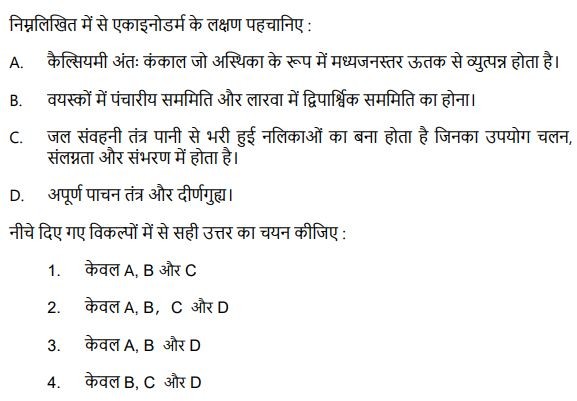 निम्नलिखित में से एकाइनोडर्म के लक्षण पहचानिए :
A. कैल्सियमी अंतः कंकाल जो अस्थिका के रूप में मध्यजनस्तर ऊतक से व्युत्पन्न होता है।
B. वयस्कों में पंचारीय सममिति और लारवा में द्विपार्श्विक सममिति का होना।
C. जल संवहनी तंत्र पानी से भरी हुई नलिकाओं का बना होता है जिनका उपयोग चलन,
संलग्नता और संभरण में होता है।
D. अपूर्ण पाचन तंत्र और दीर्णगुहा।
नीचे दिए गए विकल्पों में से सही उत्तर का चयन कीजिए :
1. केवल A, B और C
2. केवल A, B, C और D
3. केवल A, B और D
4. केवल B, C और D